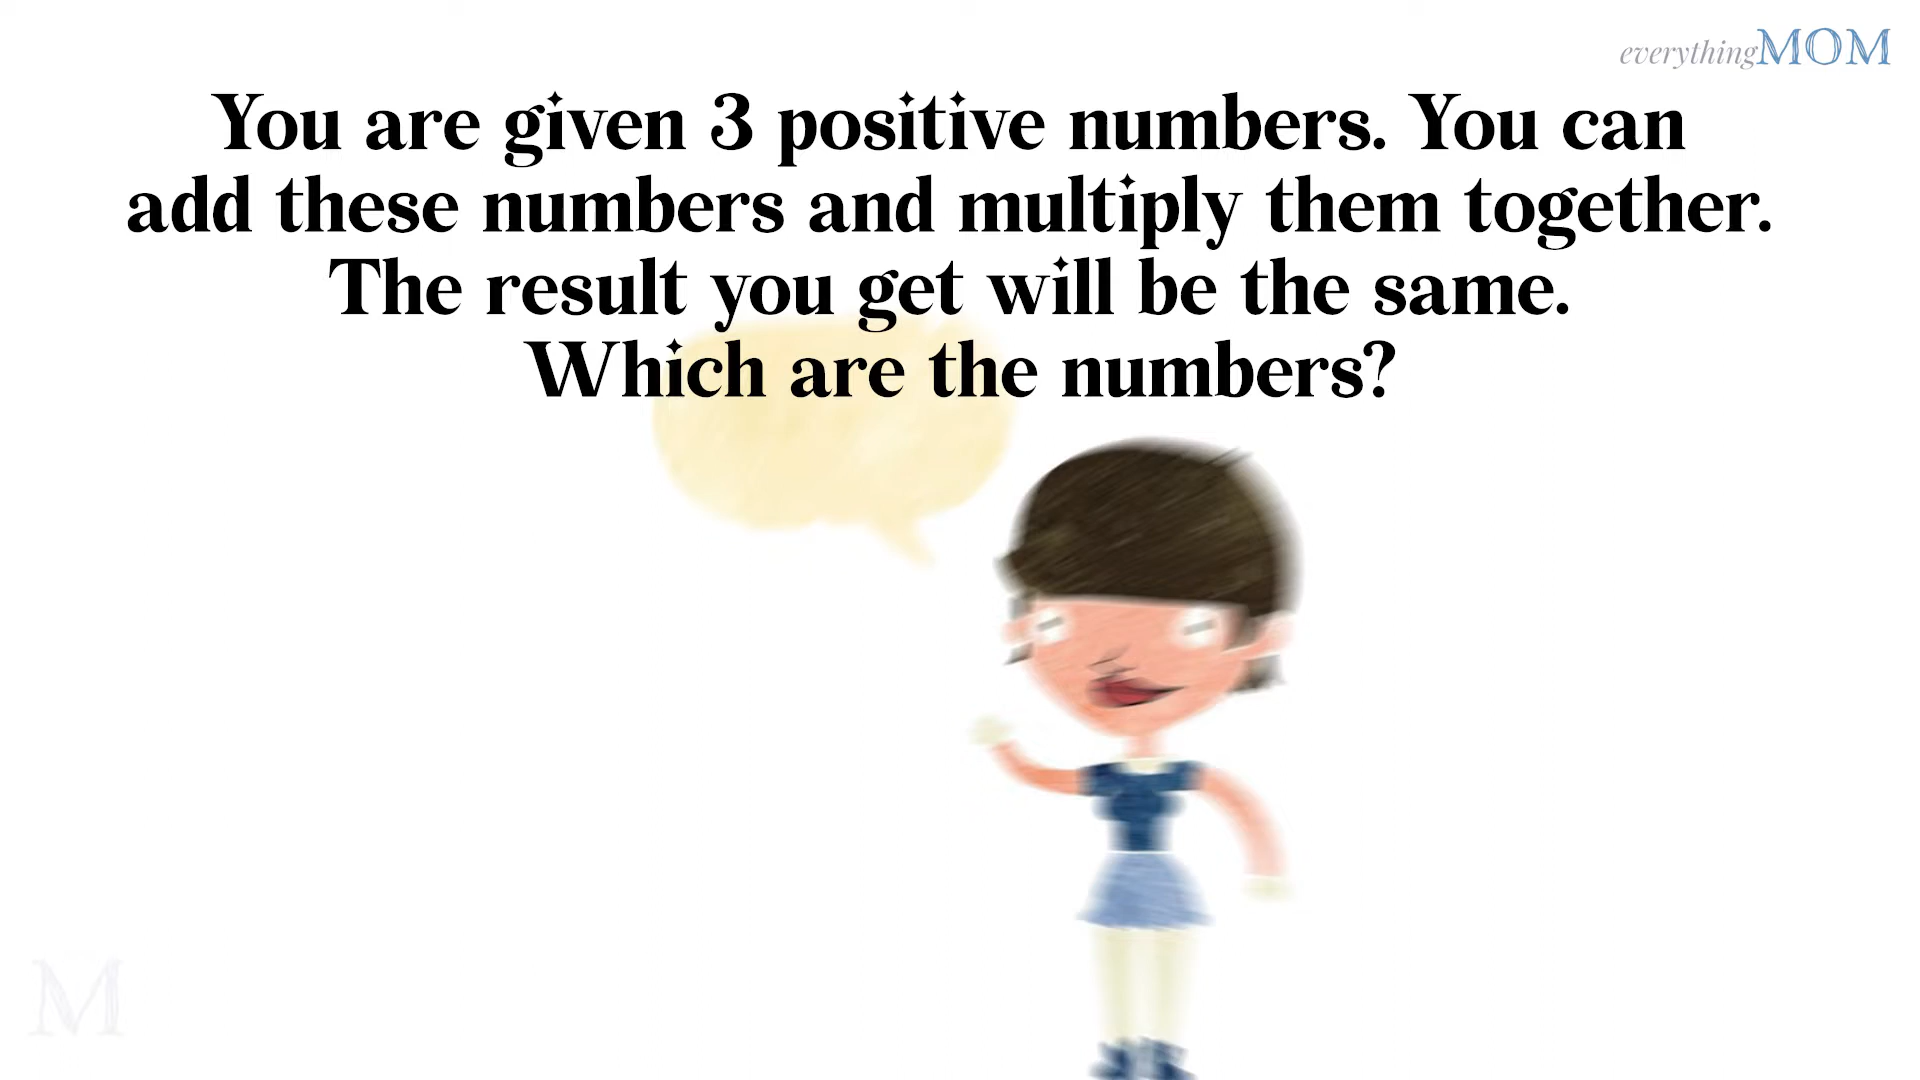 everythingMOM
You are given 3 positive numbers. You can
add these numbers and multiply them together.
The result you get will be the same.
Which are the numbers?
M